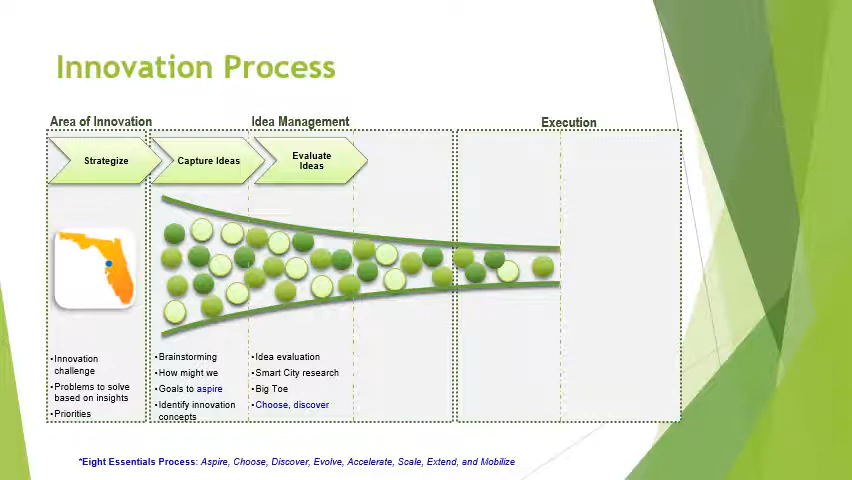 Innovation Process
Area of Innovation
Idea Management
Execution
Strategize
Capture Ideas
Evaluate
Ideas
•Innovation
challenge
•Problems to solve
based on insights
•Priorities
•Brainstorming
•How might we
•Goals to aspire
•Identify innovation
concepts
•Idea evaluation
•Smart City research
•Big Toe
•Choose, discover
*Eight Essentials Process: Aspire, Choose, Discover, Evolve, Accelerate, Scale, Extend, and Mobilize